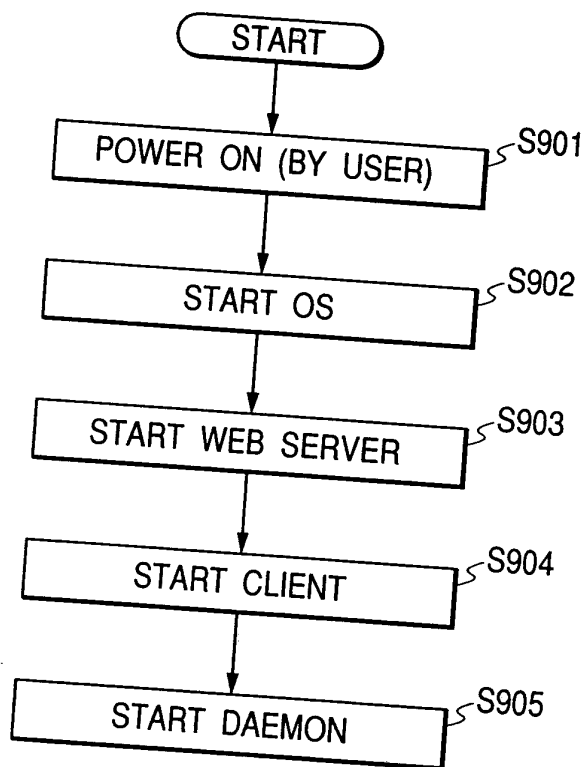 START
POWER ON (BY USER)
S901
START OS
S902
START WEB SERVER
S903
START CLIENT
S904
START DAEMON
S905